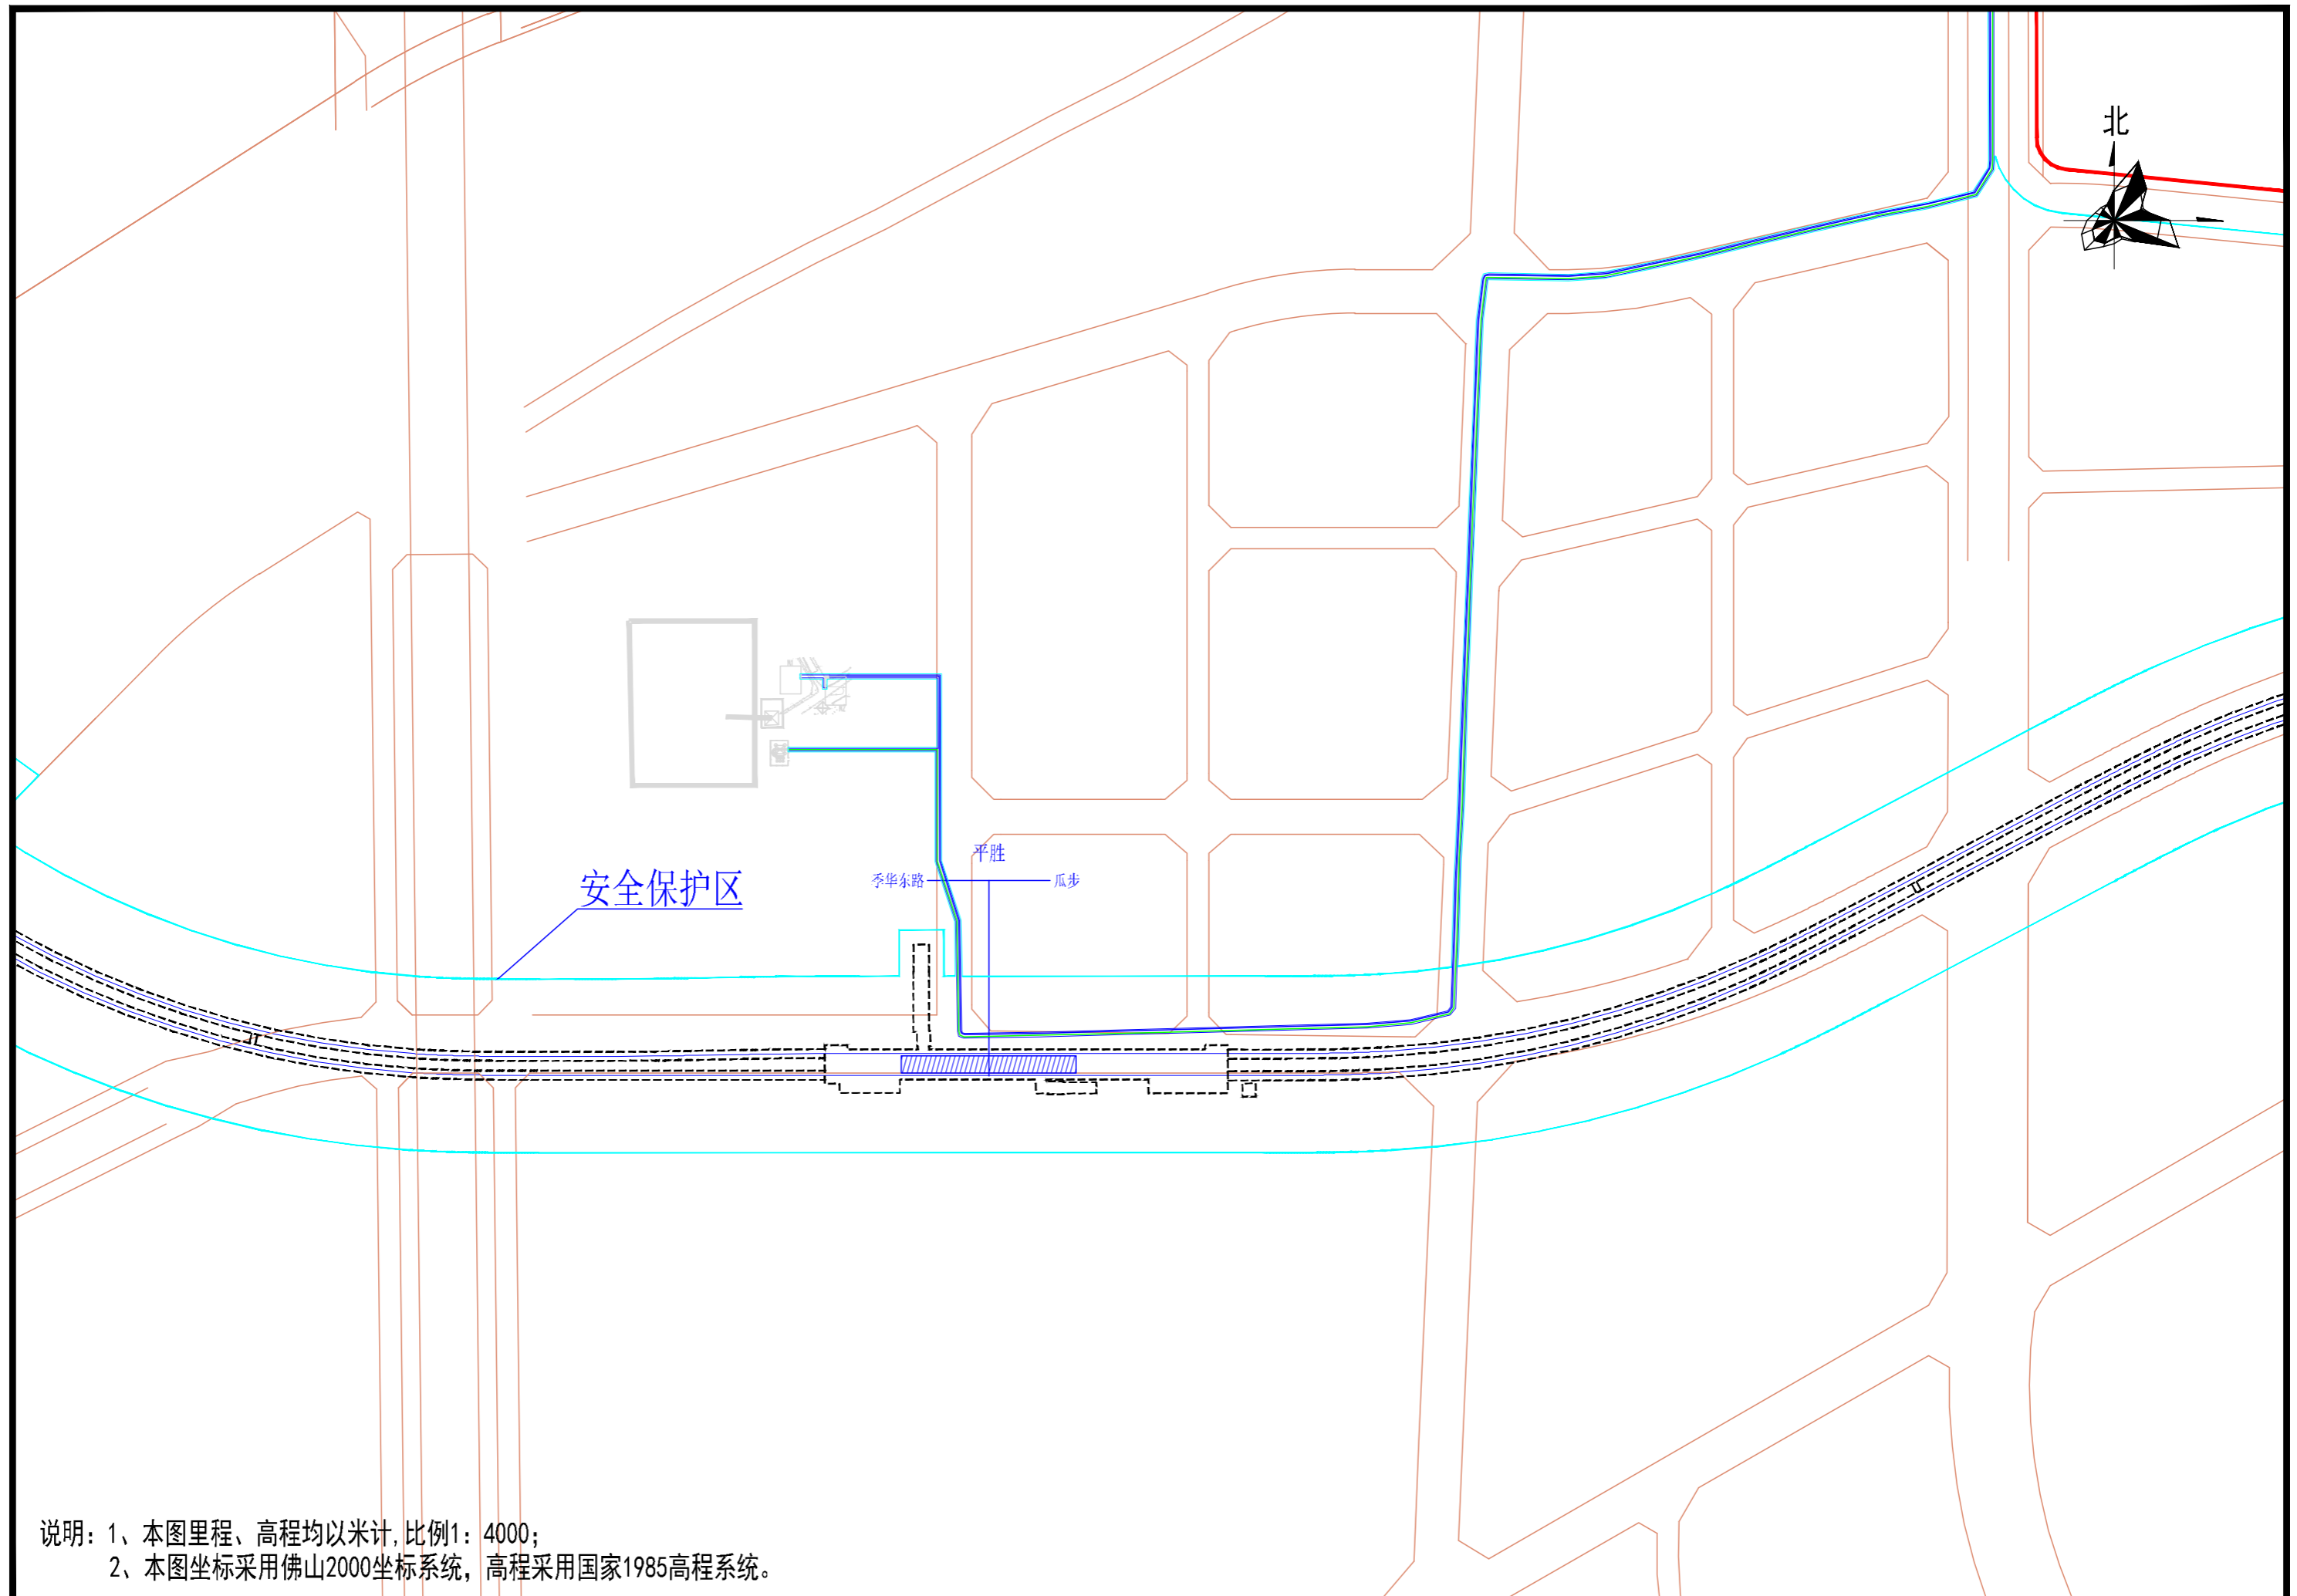 北
平胜
季华东路
瓜步
安全保护区
说明：1、本图里程、高程均以米计,比例1：4000；
2、本图坐标采用佛山2000坐标系统，高程采用国家1985高程系统。